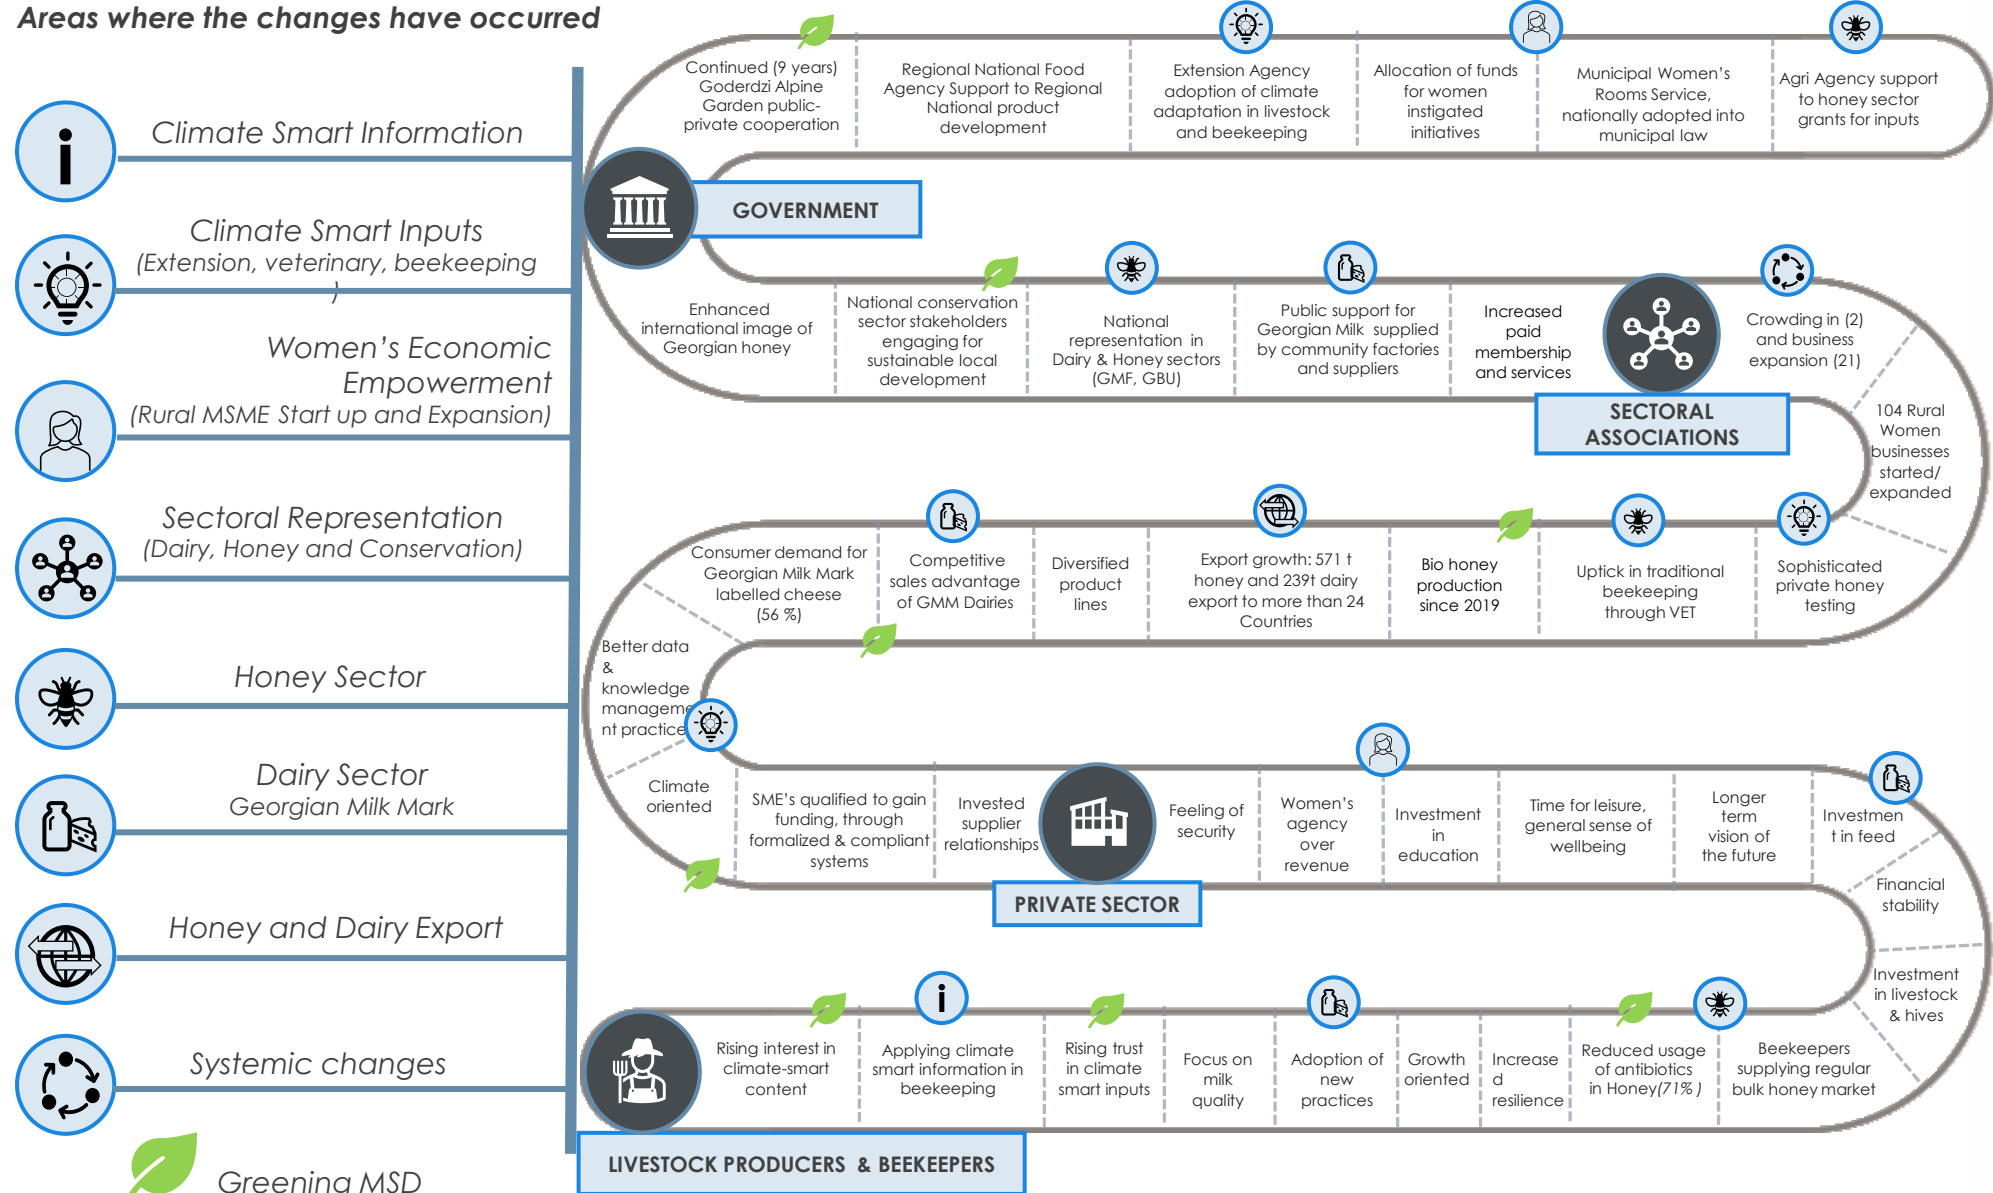 Areas where the changes have occurred
i
Climate Smart Information
Climate Smart Inputs
(Extension, veterinary, beekeeping
)
Women's Economic
Empowerment
(Rural MSME Start up and Expansion)
Sectoral Representation
(Dairy, Honey and Conservation)
Honey Sector
Dairy Sector
Georgian Milk Mark
Honey and Dairy Export
Systemic changes
Greening MSD
Continued (9 years)
Goderdzi Alpine
Garden public-
private cooperation
Regional National Food
Agency Support to Regional
National product
development
Extension Agency
adoption of climate
adaptation in livestock
and beekeeping
Allocation of funds
for women
instigated
initiatives
Municipal Women's
Rooms Service,
nationally adopted into
municipal law
Agri Agency support
to honey sector
grants for inputs
GOVERNMENT
Enhanced
international image of
Georgian honey
National conservation
sector stakeholders
engaging for
sustainable local
development
National
representation in
Dairy & Honey sectors
(GMF, GBU)
Public support for
Georgian Milk supplied
by community factories
and suppliers
Increased
paid
membership
and services
Crowding in (2)
and business
expansion (21)
SECTORAL
ASSOCIATIONS
104 Rural
Women
businesses
started/
expanded
Consumer demand for
Georgian Milk Mark
labelled cheese
(56 %)
Competitive
sales advantage
of GMM Dairies
Diversified
product
lines
Export growth: 571 t
honey and 239t dairy
export to more than 24
Countries
Bio honey
production
since 2019
Uptick in traditional
beekeeping
through VET
Sophisticated
private honey
testing
Better data
&
knowledge
manageme
nt practice
Climate
oriented
SME's qualified to gain
funding, through
formalized & compliant
systems
Invested
supplier
relationships
Feeling of
security
Women's
agency
over
revenue
Investment
in
education
Time for leisure,
general sense of
wellbeing
Longer
term
vision of
the future
Investmen
t in feed
PRIVATE SECTOR
Financial
stability
Investment
in livestock
& hives
i
Rising interest in
climate-smart
content
Applying climate
smart information in
beekeeping
Rising trust
in climate
smart inputs
Focus on
milk
quality
Adoption of
new
practices
Growth
oriented
Increase
d
resilience
Reduced usage
of antibiotics
in Honey(71% )
Beekeepers
supplying regular
bulk honey market
LIVESTOCK PRODUCERS & BEEKEEPERS